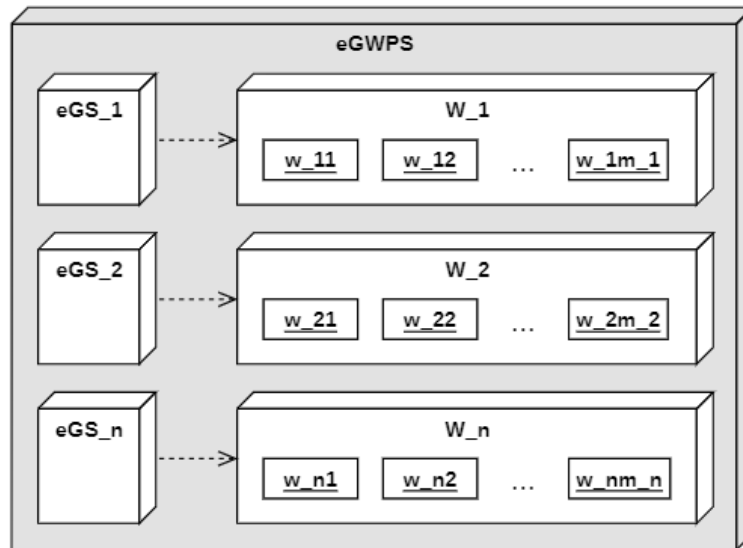 eGWPS
eGS_1
W_1
w_11 w_12 ... w_1m_1
eGS_2
W_2
w_21 w_22 ... w_2m_2
eGS_n
W_n
w_n1 w_n2 ... w_nm_n